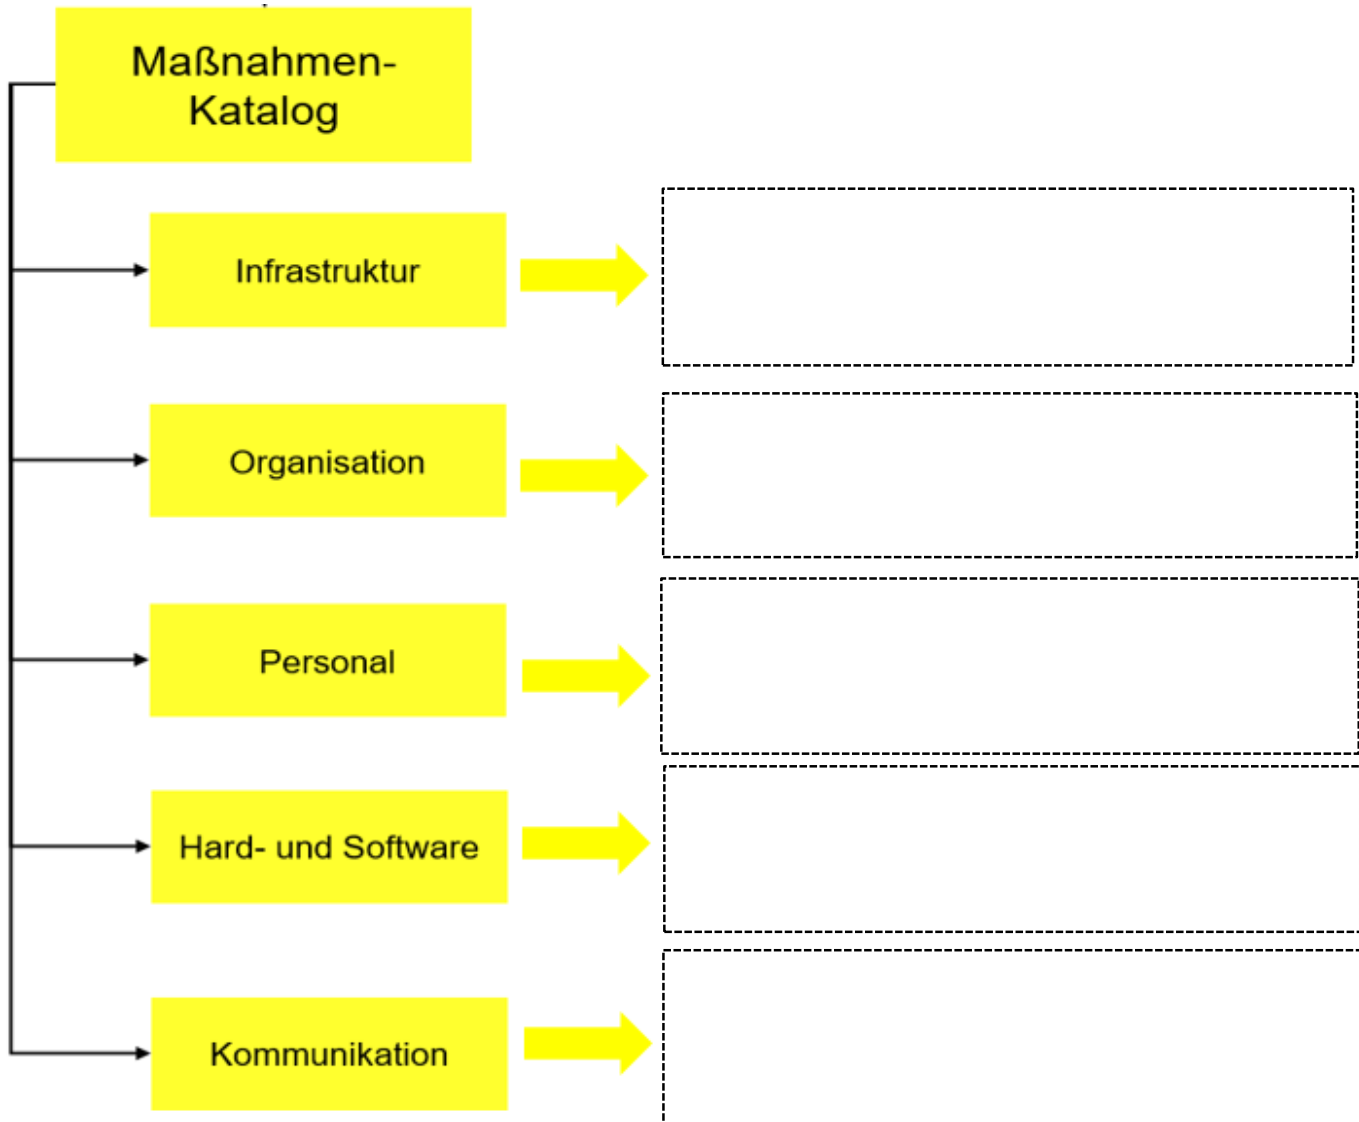 Maßnahmen-
Katalog
Infrastruktur
Organisation
Personal
Hard- und Software
Kommunikation